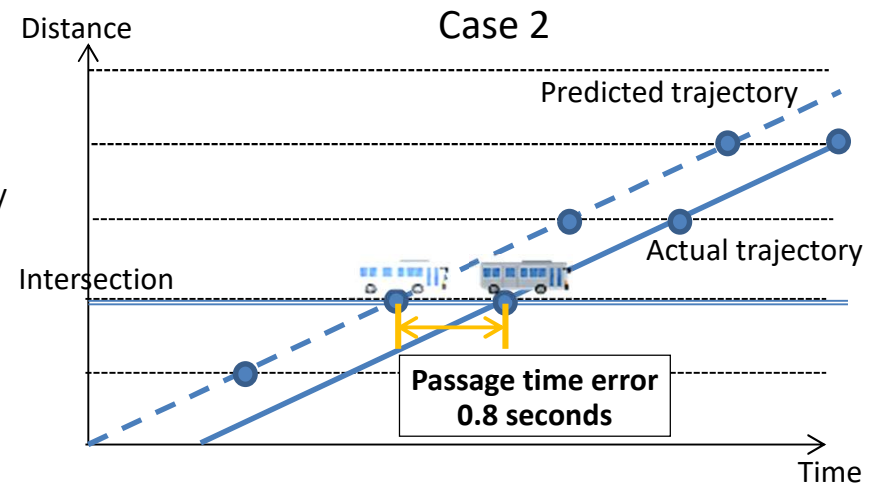 Case 2
Distance
Predicted trajectory
y
Actual trajectory
Intersection
Passage time error
0.8 seconds
Time